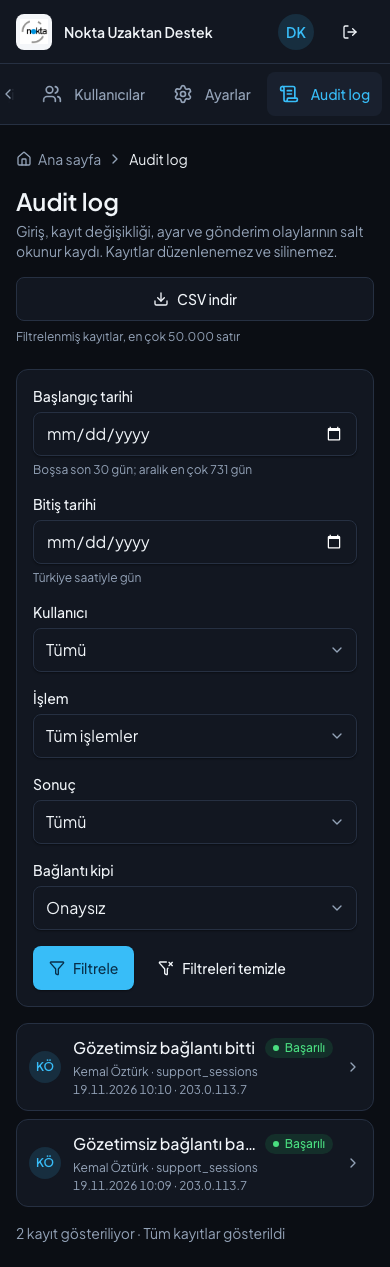 nokta
Nokta Uzaktan Destek
DK
Kullanıcılar
Ayarlar
Audit log
Ana sayfa
Audit log
Audit log
Giriş, kayıt değişikliği, ayar ve gönderim olaylarının salt
okunur kaydı. Kayıtlar düzenlenemez ve silinemez.
CSV indir
Filtrelenmiş kayıtlar, en çok 50.000 satır
Başlangıç tarihi
mm/dd/yyyy
Boşsa son 30 gün; aralık en çok 731 gün
Bitiş tarihi
mm/dd/yyyy
Türkiye saatiyle gün
Kullanıcı
Tümü
İşlem
Tüm işlemler
Sonuç
Tümü
Bağlantı kipi
Onaysız
Filtrele
Filtreleri temizle
KÖ
Gözetimsiz bağlantı bitti
Başarılı
Kemal Öztürk · support_sessions
19.11.2026 10:10 · 203.0.113.7
KÖ
Gözetimsiz bağlantı ba...
Başarılı
Kemal Öztürk · support_sessions
19.11.2026 10:09 · 203.0.113.7
2 kayıt gösteriliyor · Tüm kayıtlar gösterildi